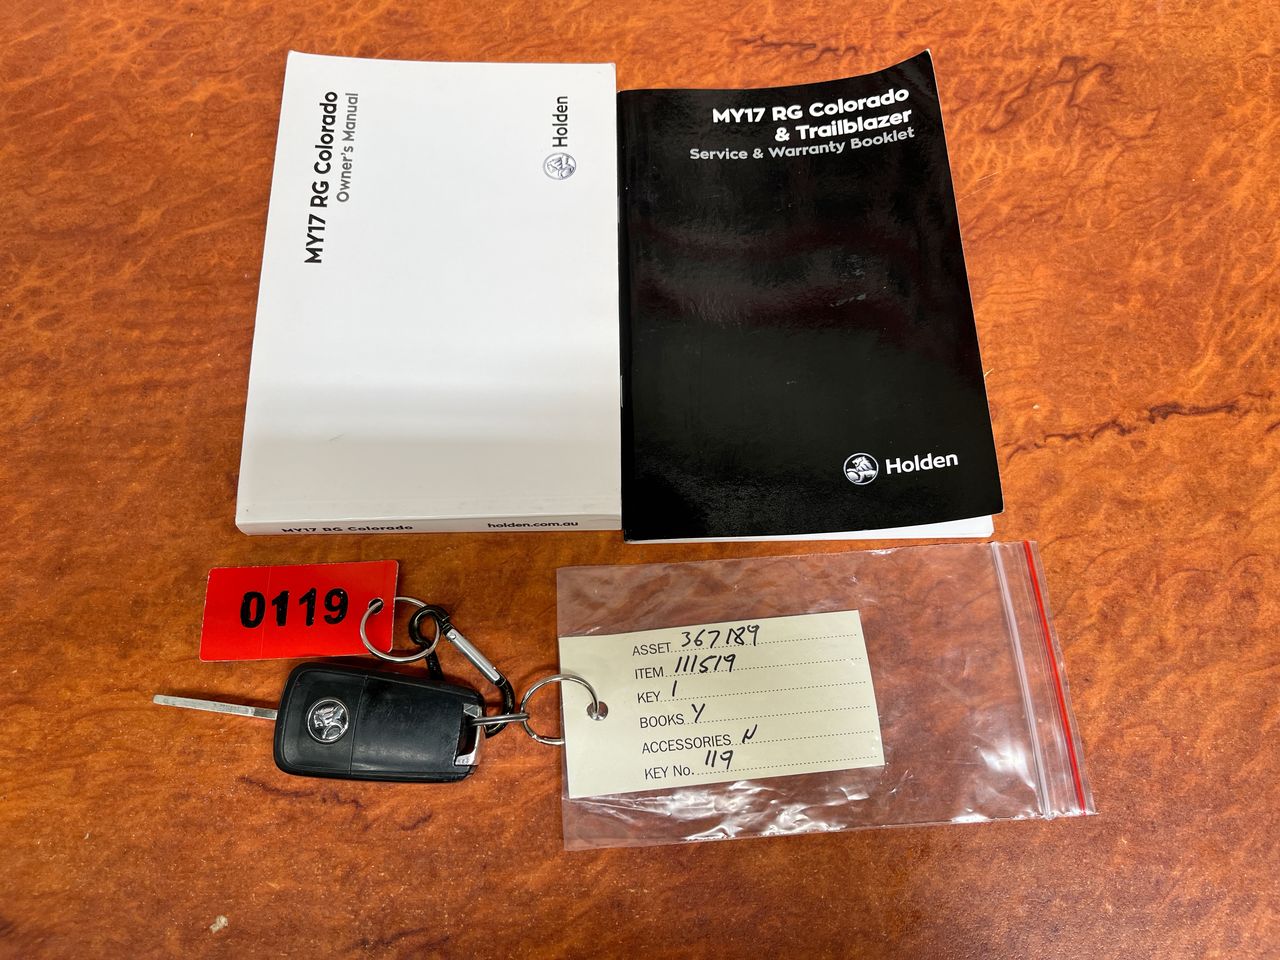 MY17 RG Colorado
Owner's Manual
Holden
MY17 RG Colorado
holden.com.au
MY17 RG Colorado
& Trailblazer
Service & Warranty Booklet
Holden
0119
ASSET 367189
ITEM 111519
KEY 1
BOOKS Y
ACCESSORIES N
KEY No. 119